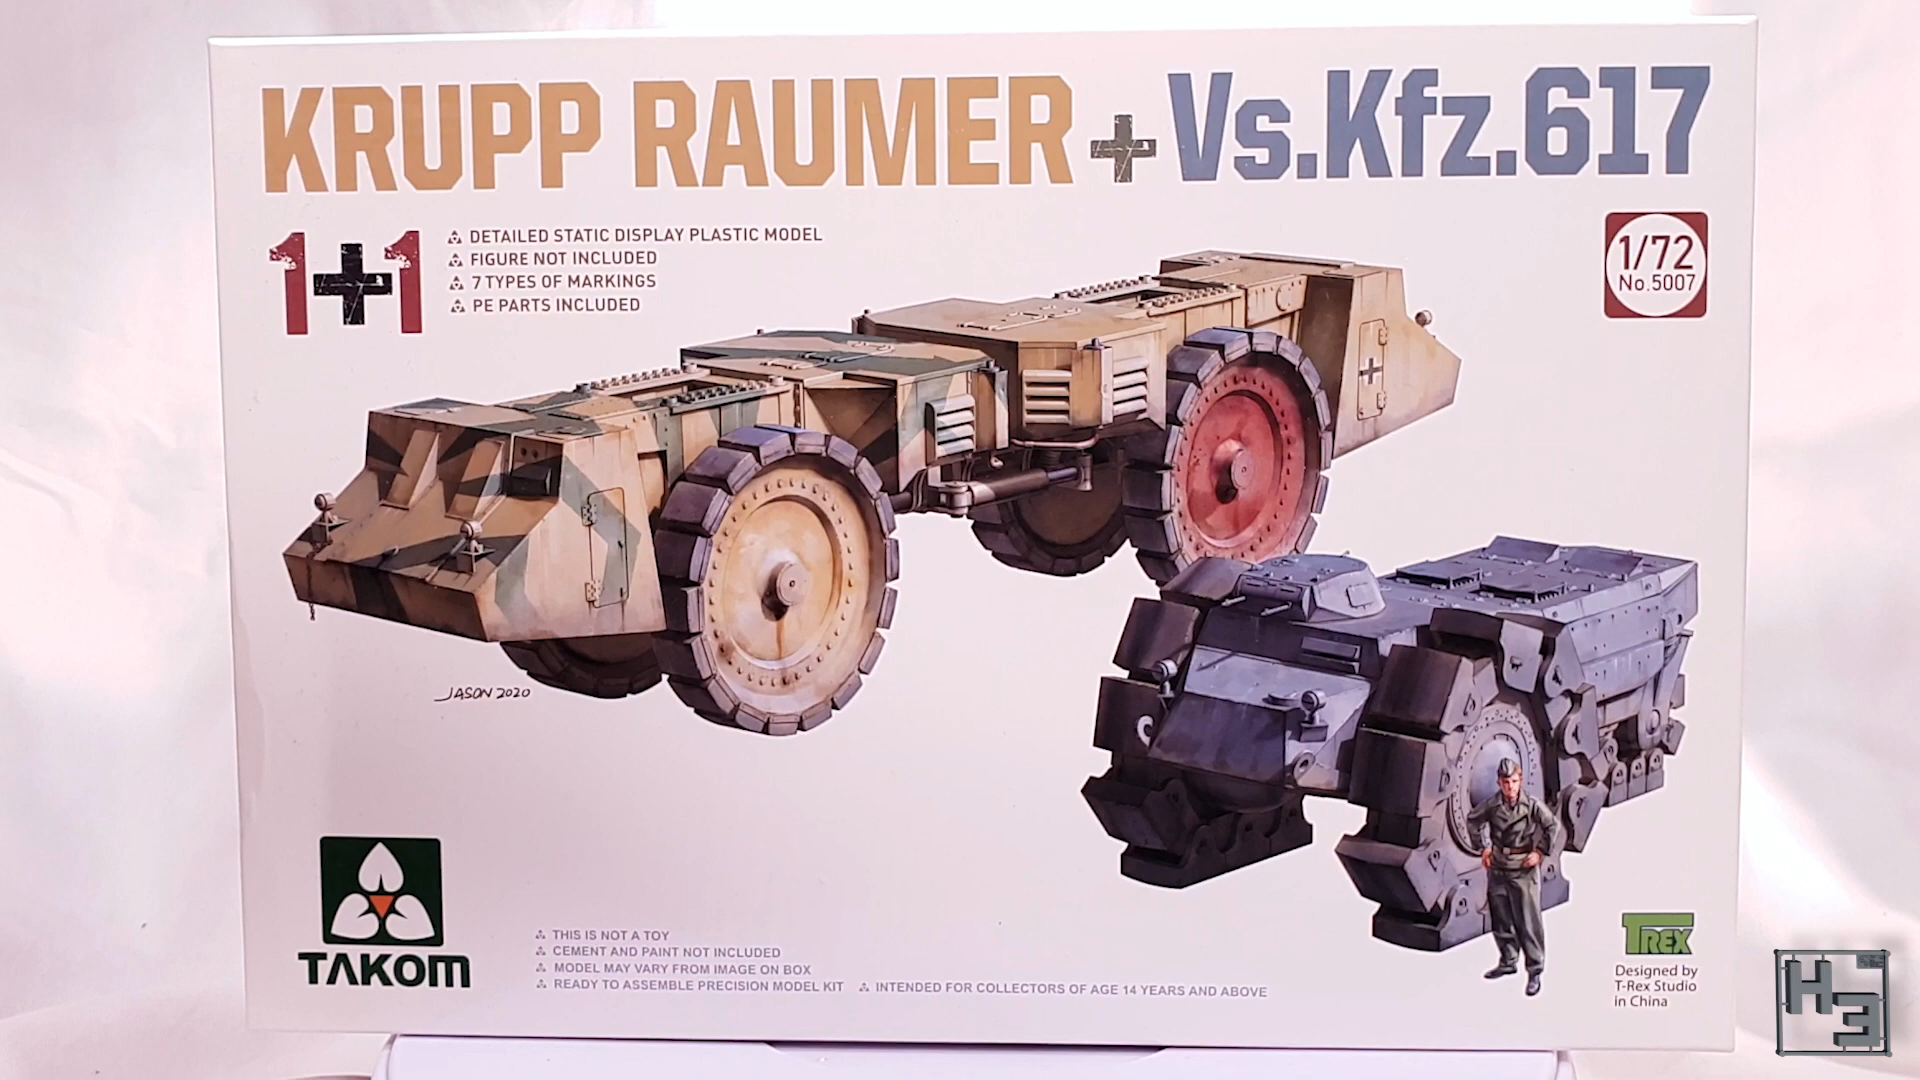 KRUPP RAUMER + Vs.Kfz.617
1+1
DETAILED STATIC DISPLAY PLASTIC MODEL
FIGURE NOT INCLUDED
7 TYPES OF MARKINGS
PE PARTS INCLUDED
1/72
No.5007
JASON 2020
TAKOM
THIS IS NOT A TOY
CEMENT AND PAINT NOT INCLUDED
MODEL MAY VARY FROM IMAGE ON BOX
READY TO ASSEMBLE PRECISION MODEL KIT
INTENDED FOR COLLECTORS OF AGE 14 YEARS AND ABOVE
T-REX
Designed by
T-Rex Studio
in China
H3